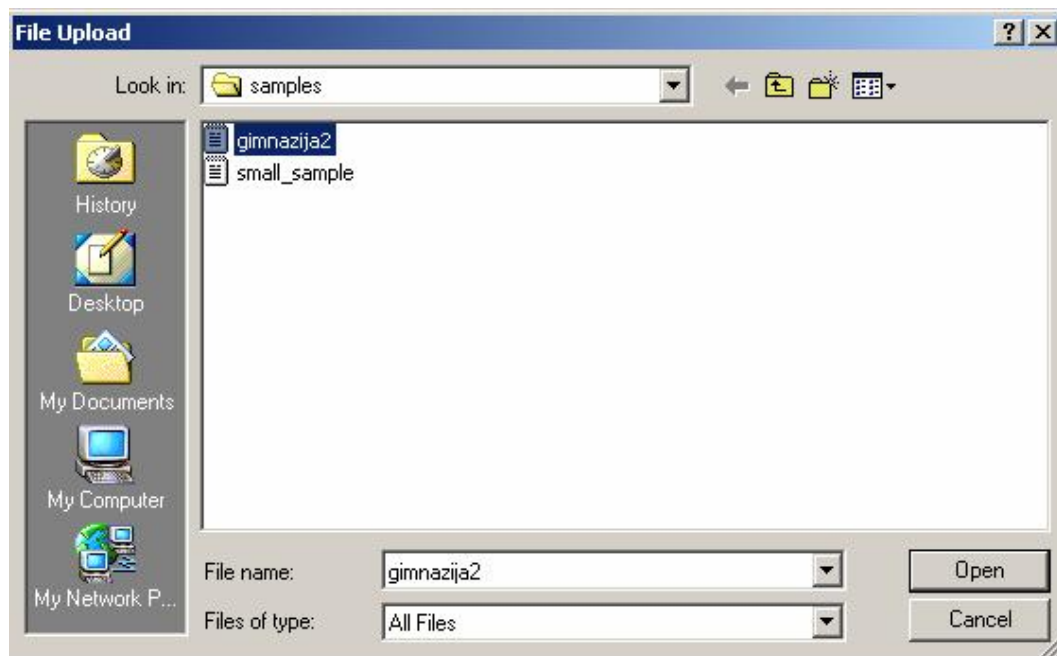 File Upload
Look in: samples
gimnazija2
small_sample
History
Desktop
My Documents
My Computer
My Network P...
File name: gimnazija2 Open
Files of type: All Files Cancel